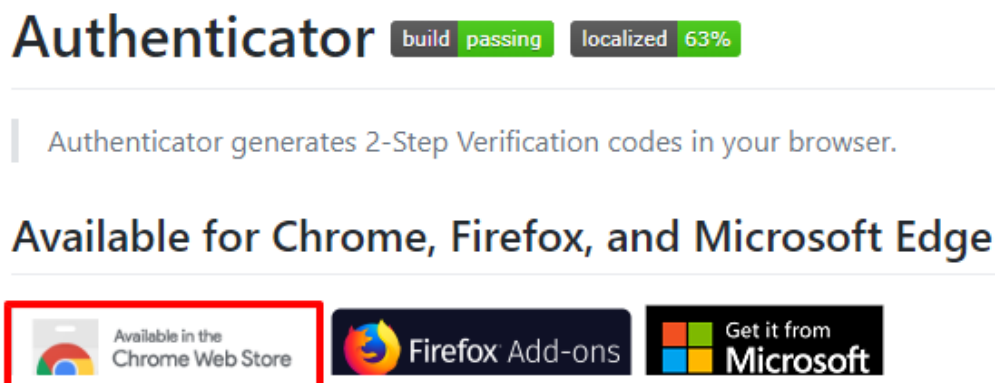 Authenticator build passing localized 63%
Authenticator generates 2-Step Verification codes in your browser.
Available for Chrome, Firefox, and Microsoft Edge
Available in the
Chrome Web Store
Firefox Add-ons
Get it from
Microsoft